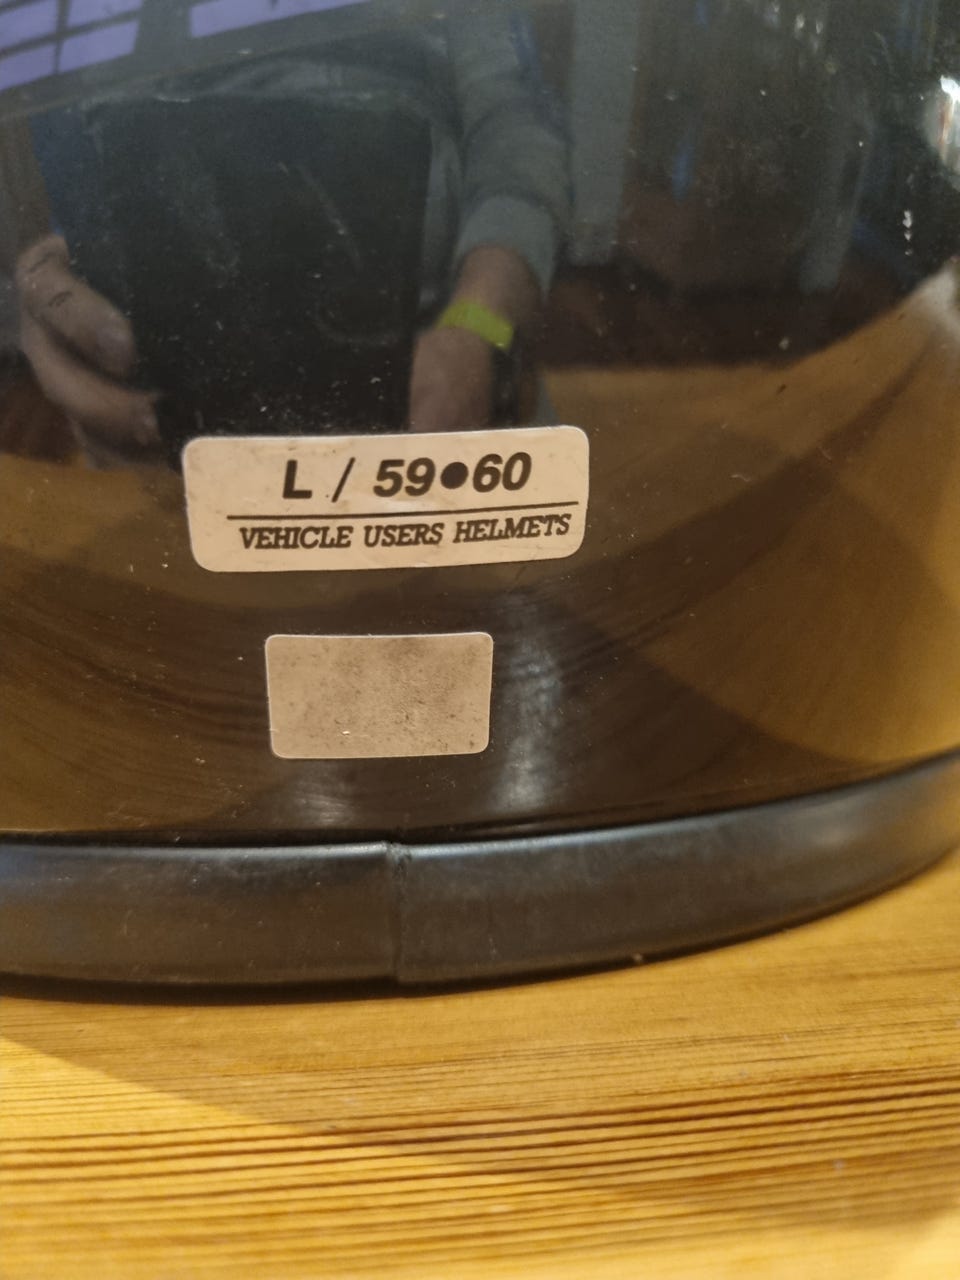 L / 59●60
VEHICLE USERS HELMETS